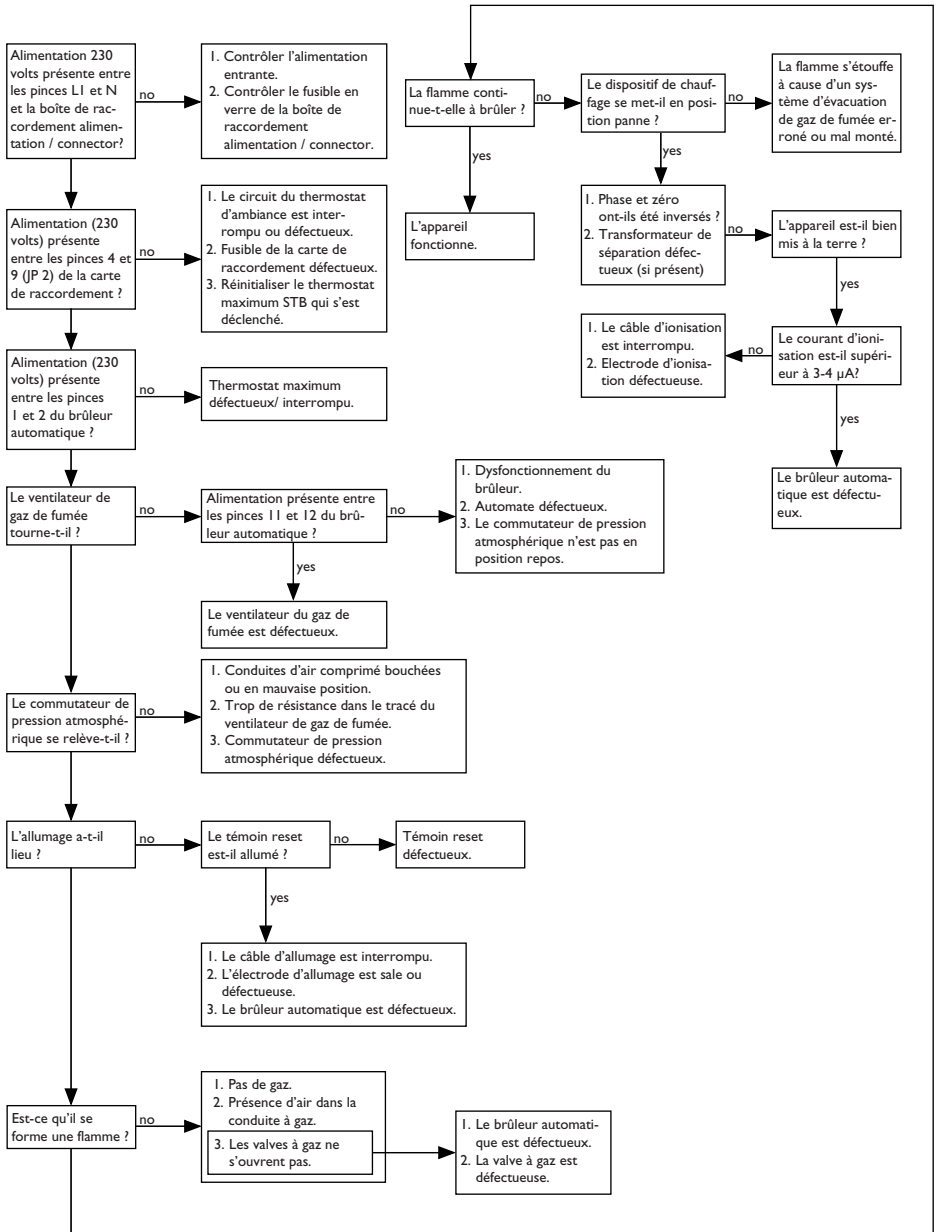 Alimentation 230
volts présente entre
les pinces L1 et N
et la boîte de rac-
cordement alimen-
tation / connector?
no
1. Contrôler l'alimentation
entrante.
2. Contrôler le fusible en
verre de la boîte de
raccordement
alimentation / connector.
Alimentation (230
volts) présente
entre les pinces 4 et
9 (JP 2) de la carte
de raccordement ?
no
1. Le circuit du thermostat
d'ambiance est inter-
rompu ou défectueux.
2. Fusible de la carte de
raccordement défectueux.
3. Réinitialiser le thermostat
maximum STB qui s'est
déclenché.
Alimentation (230
volts) présente
entre les pinces
1 et 2 du brûleur
automatique ?
no
Thermostat maximum
défectueux/ interrompu.
Le ventilateur de
gaz de fumée
tourne-t-il ?
no
Alimentation présente entre
les pinces 11 et 12 du brû-
leur automatique ?
no
1. Dysfonctionnement du
brûleur.
2. Automate défectueux.
3. Le commutateur de pression
atmosphérique n'est pas en
position repos.
yes
Le ventilateur du gaz de
fumée est défectueux.
Le commutateur de
pression atmosphé-
rique se relève-t-il ?
no
1. Conduites d'air comprimé bouchées
ou en mauvaise position.
2. Trop de résistance dans le tracé du
ventilateur de gaz de fumée.
3. Commutateur de pression
atmosphérique défectueux.
L'allumage a-t-il
lieu ?
no
Le témoin reset
est-il allumé ?
no
Témoin reset
défectueux.
yes
1. Le câble d'allumage est interrompu.
2. L'électrode d'allumage est sale ou
défectueuse.
3. Le brûleur automatique est défectueux.
Est-ce qu'il se
forme une flamme ?
no
1. Pas de gaz.
2. Présence d'air dans la
conduite à gaz.
3. Les valves à gaz ne
s'ouvrent pas.
1. Le brûleur automati-
que est défectueux.
2. La valve à gaz est
défectueuse.
La flamme conti-
nue-t-elle à brûler ?
no
Le dispositif de chauf-
fage se met-il en position
panne ?
no
La flamme s'étouffe
à cause d'un sys-
tème d'évacuation
de gaz de fumée er-
roné ou mal monté.
yes
L'appareil
fonctionne.
yes
1. Phase et zéro
ont-ils été inversés ?
2. Transformateur de
séparation défec-
tueux (si présent)
no
L'appareil est-il bien
mis à la terre ?
yes
Le courant d'ioni-
sation est-il supéri-
eur à 3-4 µA?
no
1. Le câble d'ionisation
est interrompu.
2. Electrode d'ionisa-
tion défectueuse.
yes
Le brûleur automa-
tique est défectu-
eux.